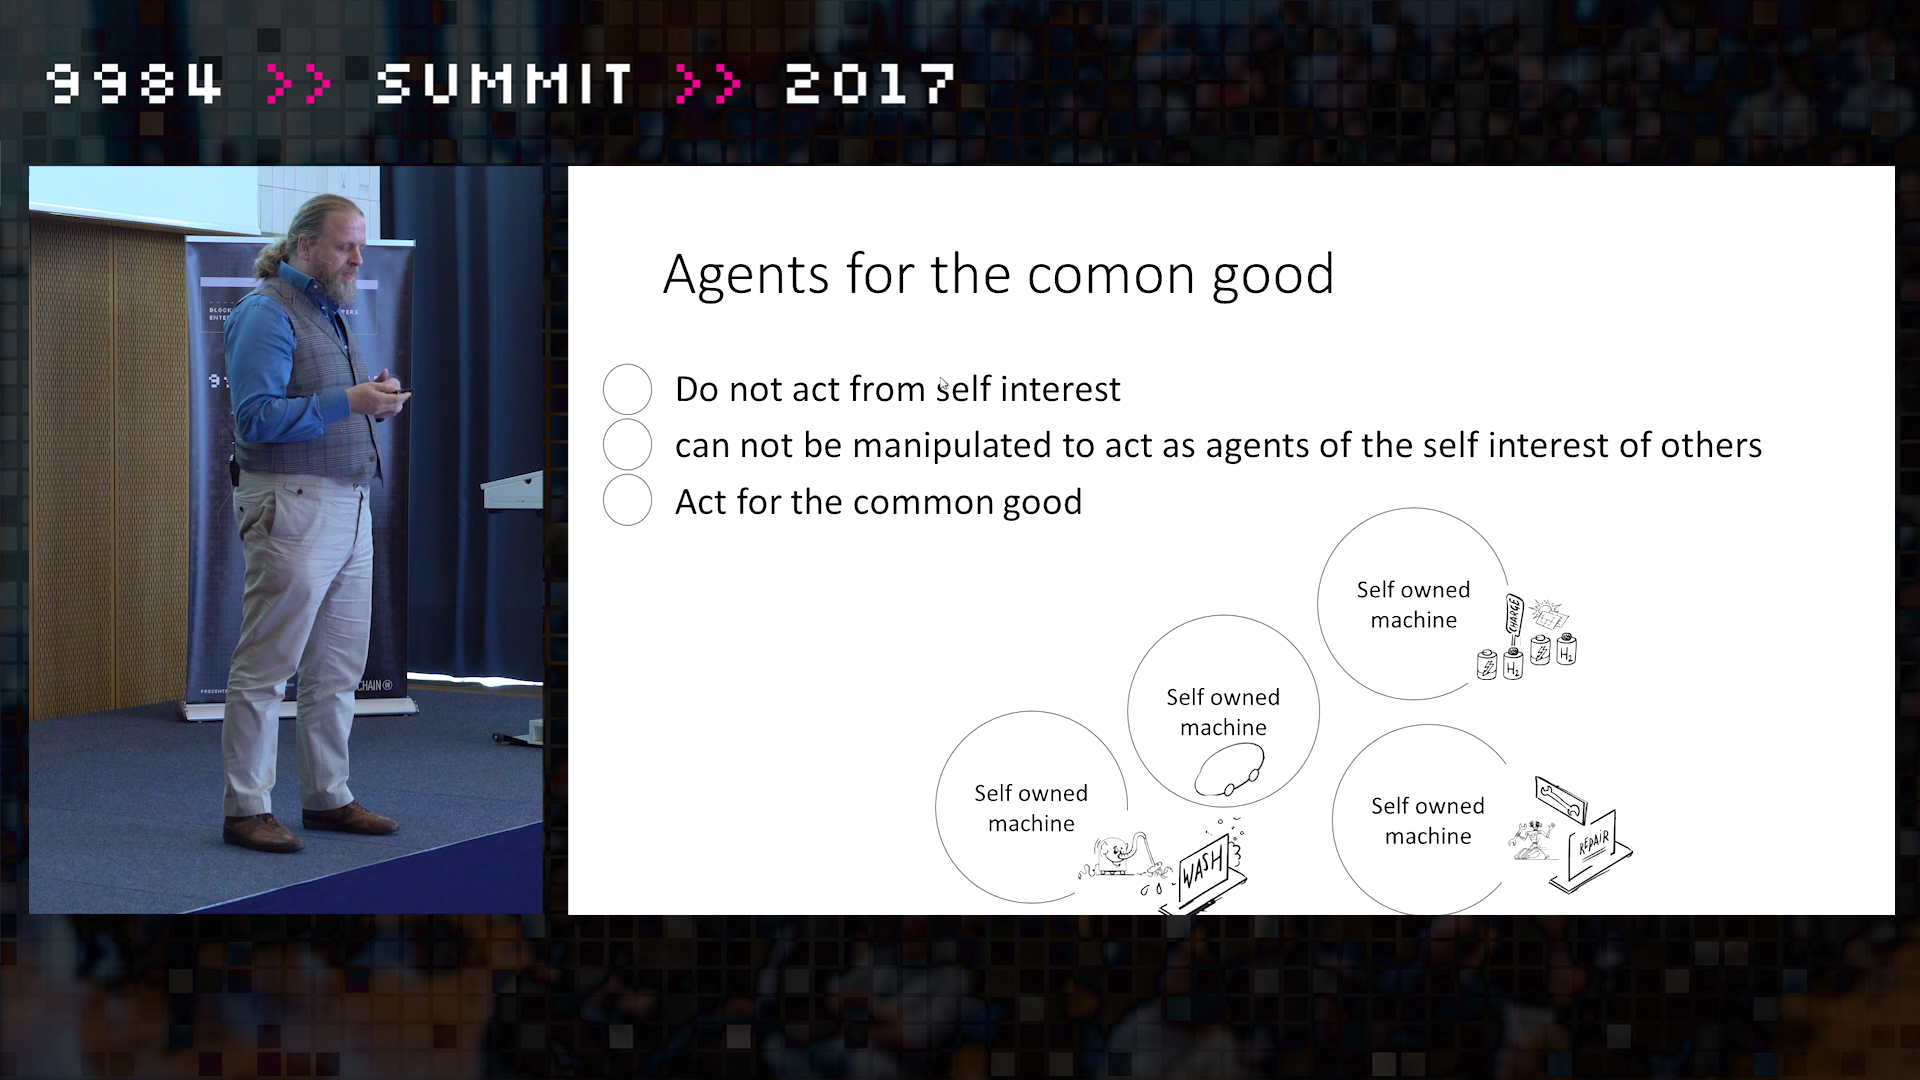 9984 >> SUMMIT >> 2017
Agents for the comon good
Do not act from self interest
can not be manipulated to act as agents of the self interest of others
Act for the common good
Self owned
machine
CHARGE
H2
H2
Self owned
machine
Self owned
machine
WASH
Self owned
machine
REPAIR